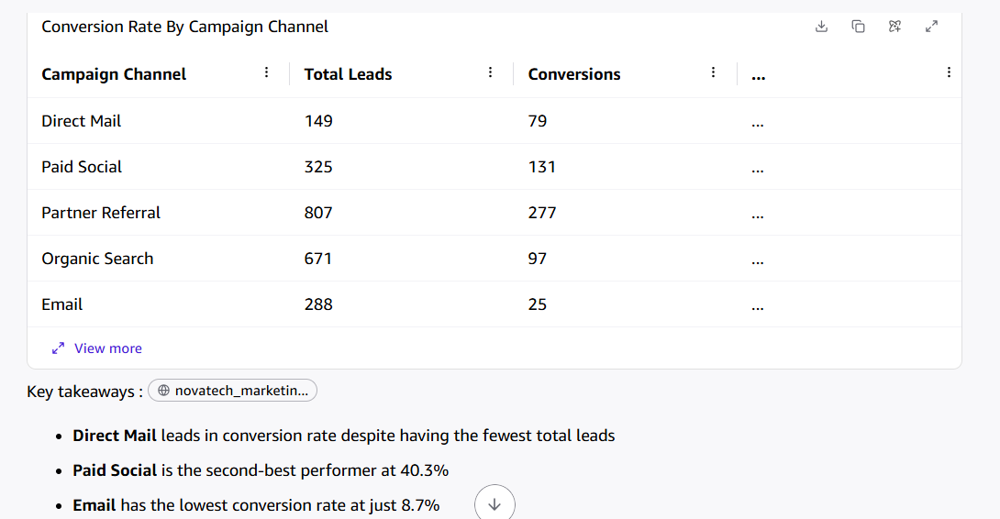 Conversion Rate By Campaign Channel
Campaign Channel Total Leads Conversions ...
Direct Mail 149 79 ...
Paid Social 325 131 ...
Partner Referral 807 277 ...
Organic Search 671 97 ...
Email 288 25 ...
View more
Key takeaways : novatech_marketin...
• Direct Mail leads in conversion rate despite having the fewest total leads
• Paid Social is the second-best performer at 40.3%
• Email has the lowest conversion rate at just 8.7%